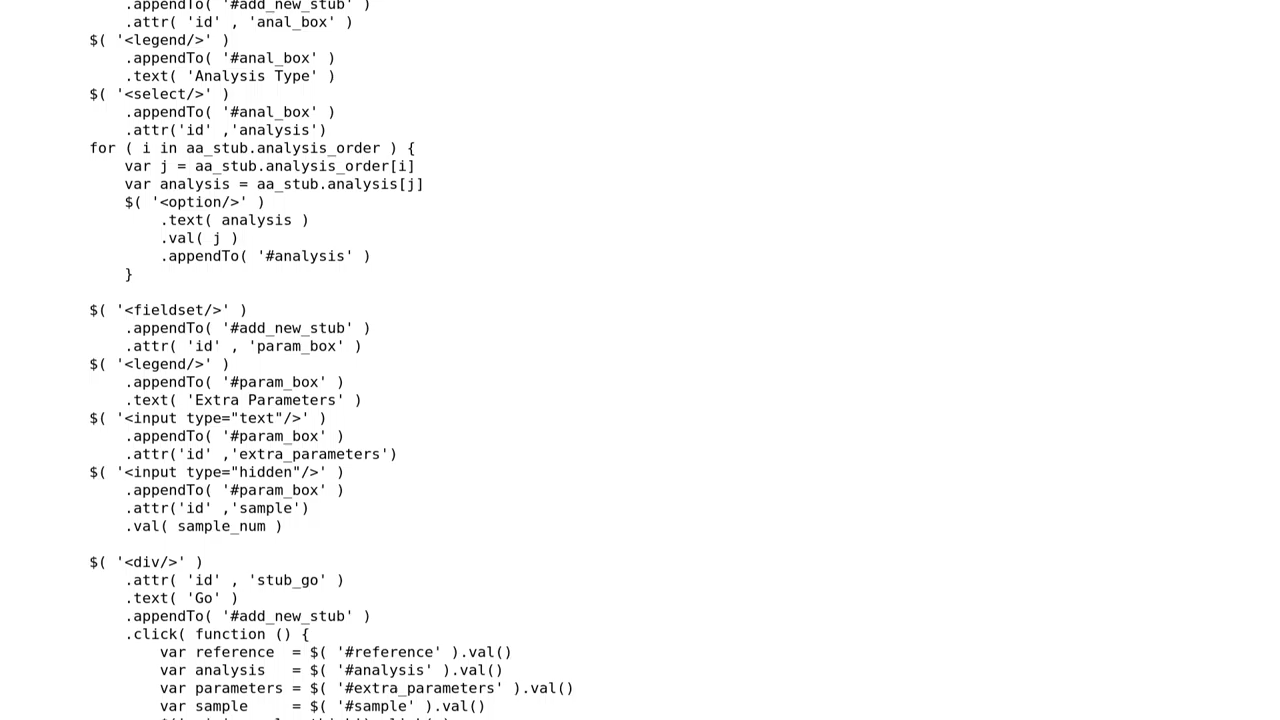 .appendTo( '#add_new_stub' )
.attr( 'id' , 'anal_box' )
$( '<legend/>' )
.appendTo( '#anal_box' )
.text( 'Analysis Type' )
$( '<select/>' )
.appendTo( '#anal_box' )
.attr('id' ,'analysis')
for ( i in aa_stub.analysis_order ) {
var j = aa_stub.analysis_order[i]
var analysis = aa_stub.analysis[j]
$( '<option/>' )
.text( analysis )
.val( j )
.appendTo( '#analysis' )
}
$( '<fieldset/>' )
.appendTo( '#add_new_stub' )
.attr( 'id' , 'param_box' )
$( '<legend/>' )
.appendTo( '#param_box' )
.text( 'Extra Parameters' )
$( '<input type="text"/>' )
.appendTo( '#param_box' )
.attr('id' ,'extra_parameters')
$( '<input type="hidden"/>' )
.appendTo( '#param_box' )
.attr('id' ,'sample')
.val( sample_num )
$( '<div/>' )
.attr( 'id' , 'stub_go' )
.text( 'Go' )
.appendTo( '#add_new_stub' )
.click( function () {
var reference  = $( '#reference' ).val()
var analysis   = $( '#analysis' ).val()
var parameters = $( '#extra_parameters' ).val()
var sample     = $( '#sample' ).val()